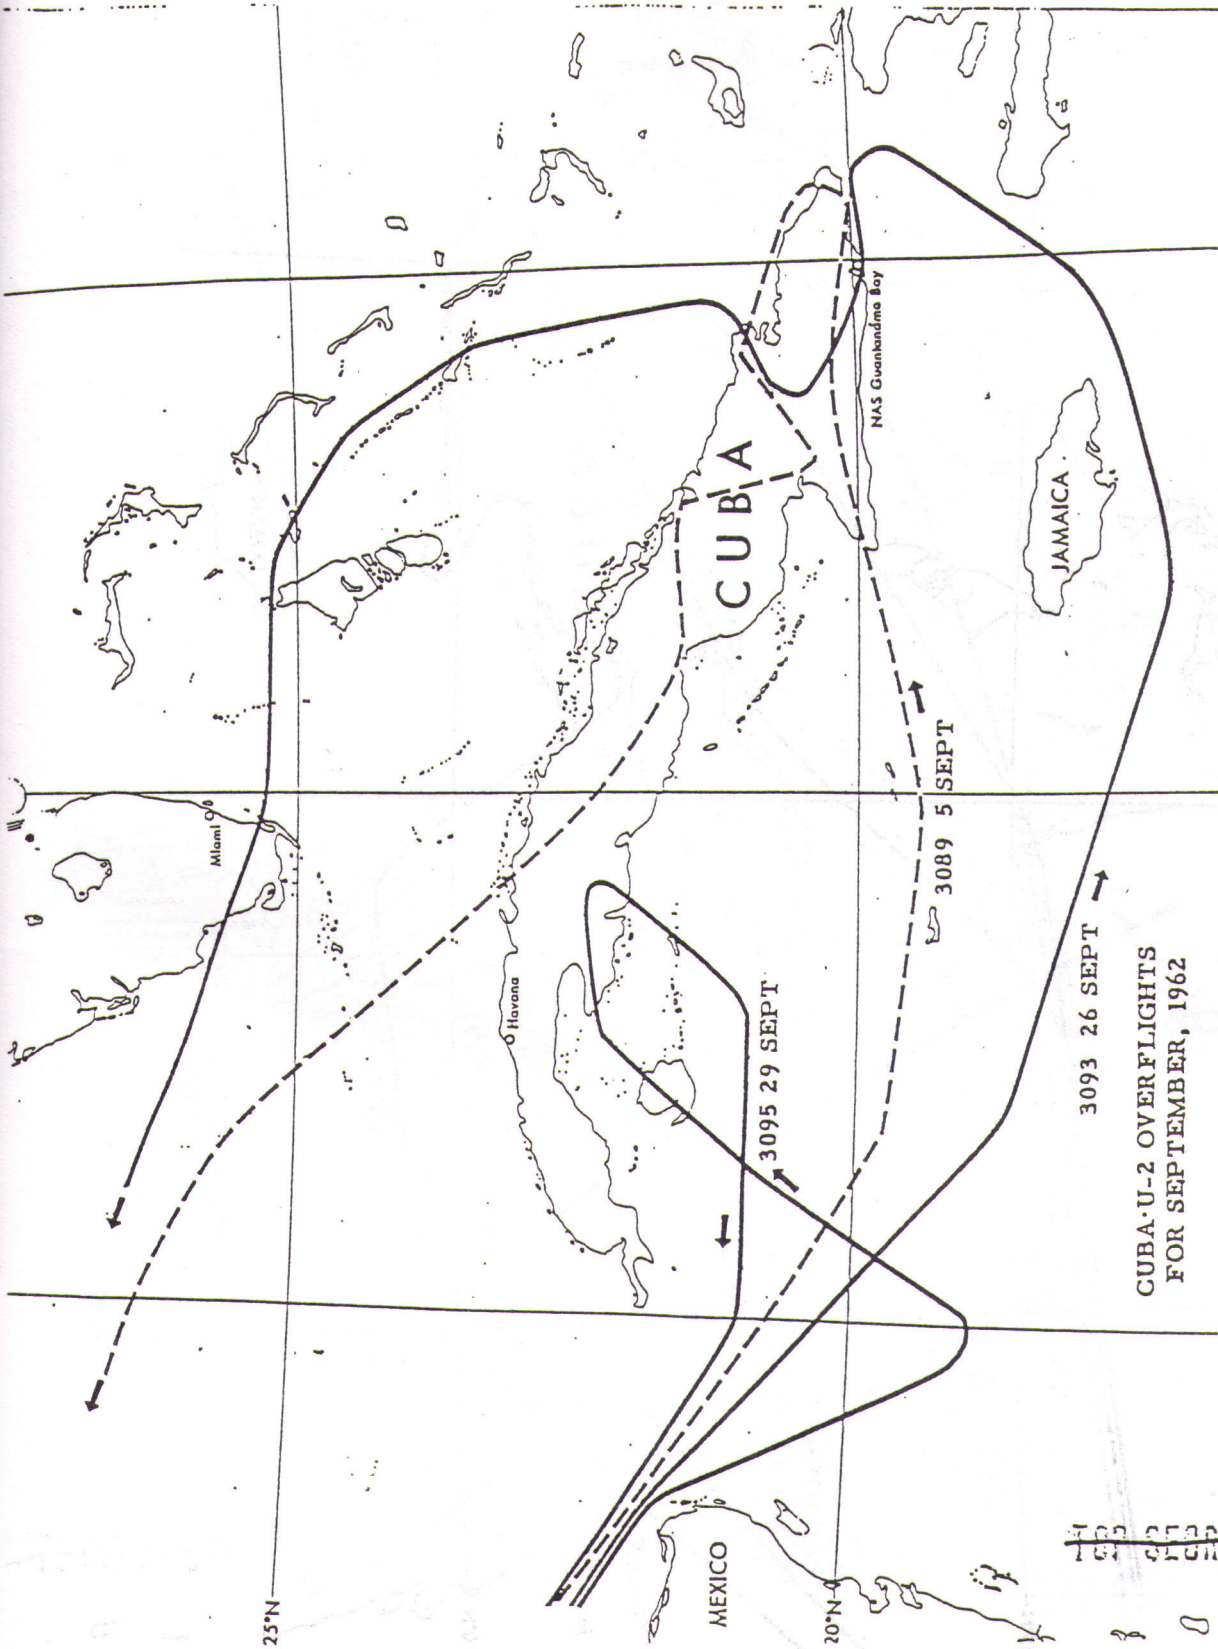 25°N
20°N
Miami
Havana
CUBA
NAS Guantandmo Bay
JAMAICA
MEXICO
3095 29 SEPT
3089 5 SEPT
3093 26 SEPT
CUBA·U-2 OVERFLIGHTS
FOR SEPTEMBER, 1962